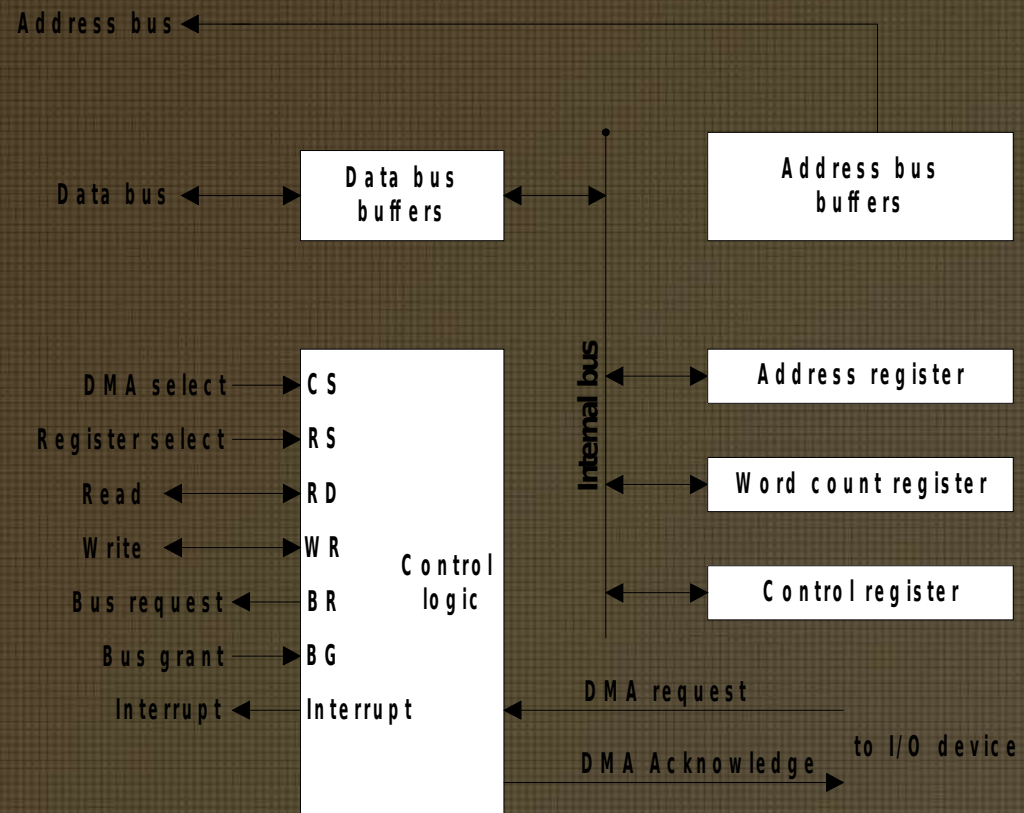 Address bus
Data bus
buffers
Address bus
buffers
Data bus
Internal bus
DMA select
CS
Address register
Register select
RS
Read
RD
Word count register
Write
WR
Control
logic
Bus request
BR
Control register
Bus grant
BG
Interrupt
Interrupt
DMA request
to I/O device
DMA Acknowledge